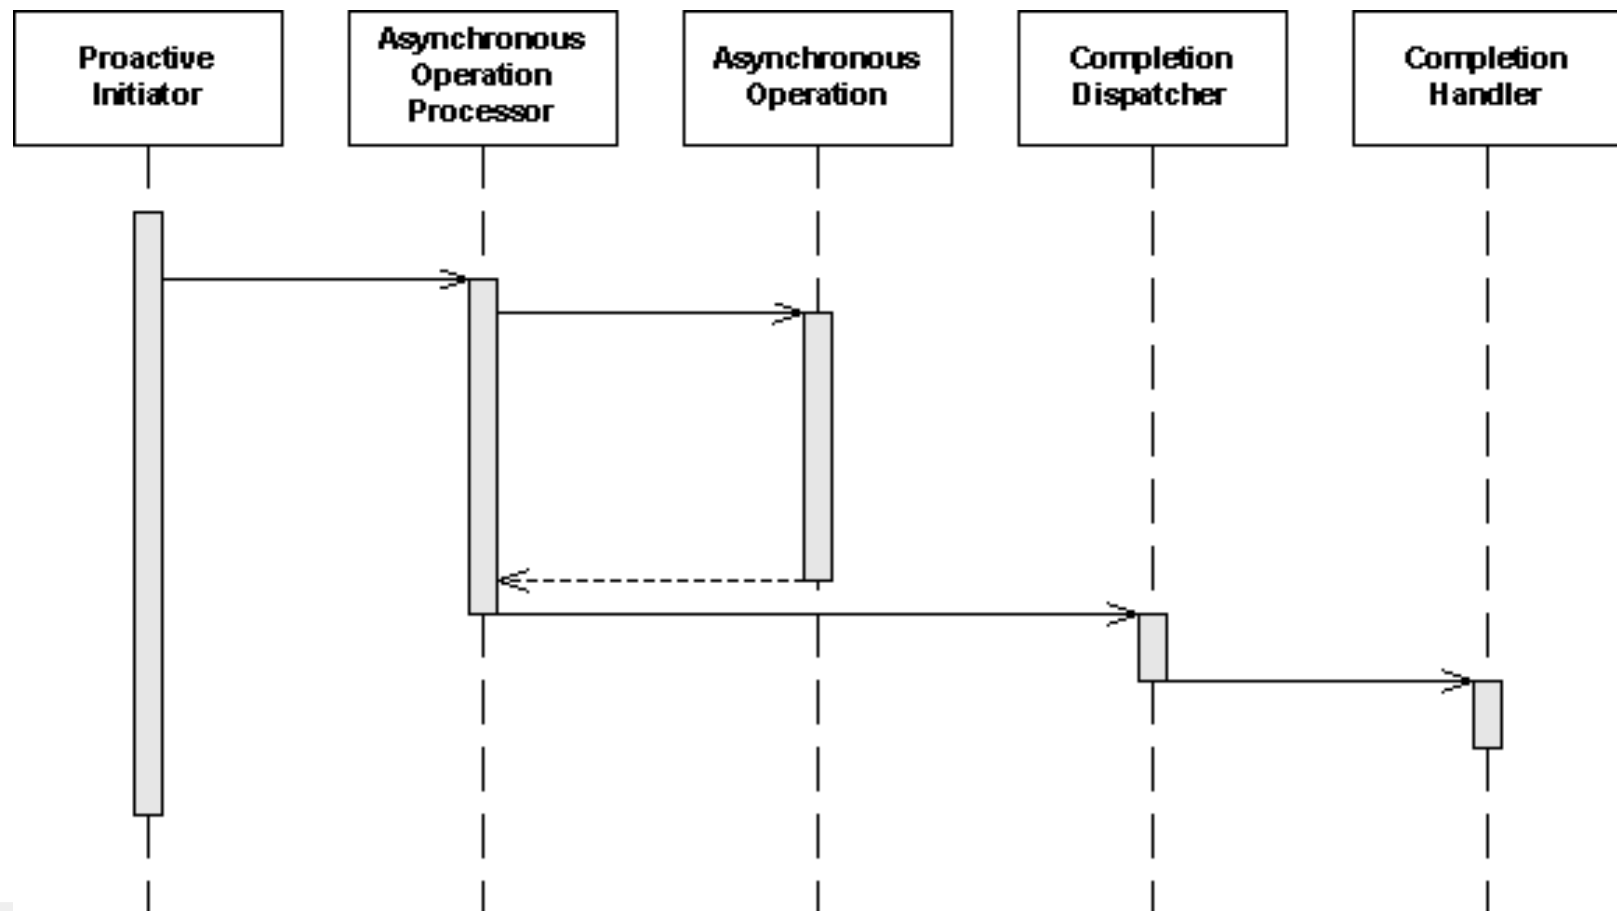 Proactive
Initiator
Asynchronous
Operation
Processor
Asynchronous
Operation
Completion
Dispatcher
Completion
Handler